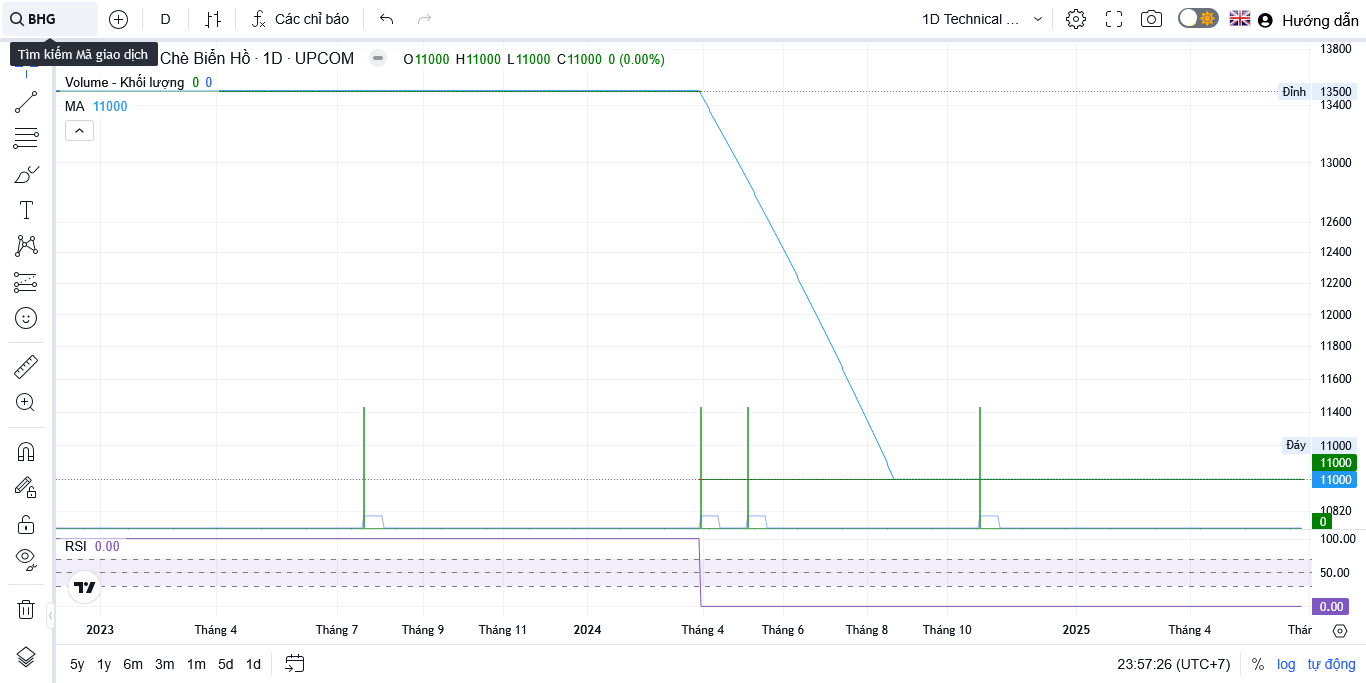 BHG
D
Các chỉ báo
1D Technical ...
Hướng dẫn
Tìm kiếm Mã giao dịch
Chè Biển Hồ · 1D · UPCOM
O11000 H11000 L11000 C11000 0 (0.00%)
Volume - Khối lượng 0 0
MA 11000
13800
Đỉnh 13500
13400
13000
12600
12400
12200
12000
11800
11600
11400
Đáy 11000
11000
11000
10820
0
RSI 0.00
100.00
50.00
0.00
2023 Tháng 4 Tháng 7 Tháng 9 Tháng 11 2024 Tháng 4 Tháng 6 Tháng 8 Tháng 10 2025 Tháng 4 Thár
5y 1y 6m 3m 1m 5d 1d
23:57:26 (UTC+7) % log tự động